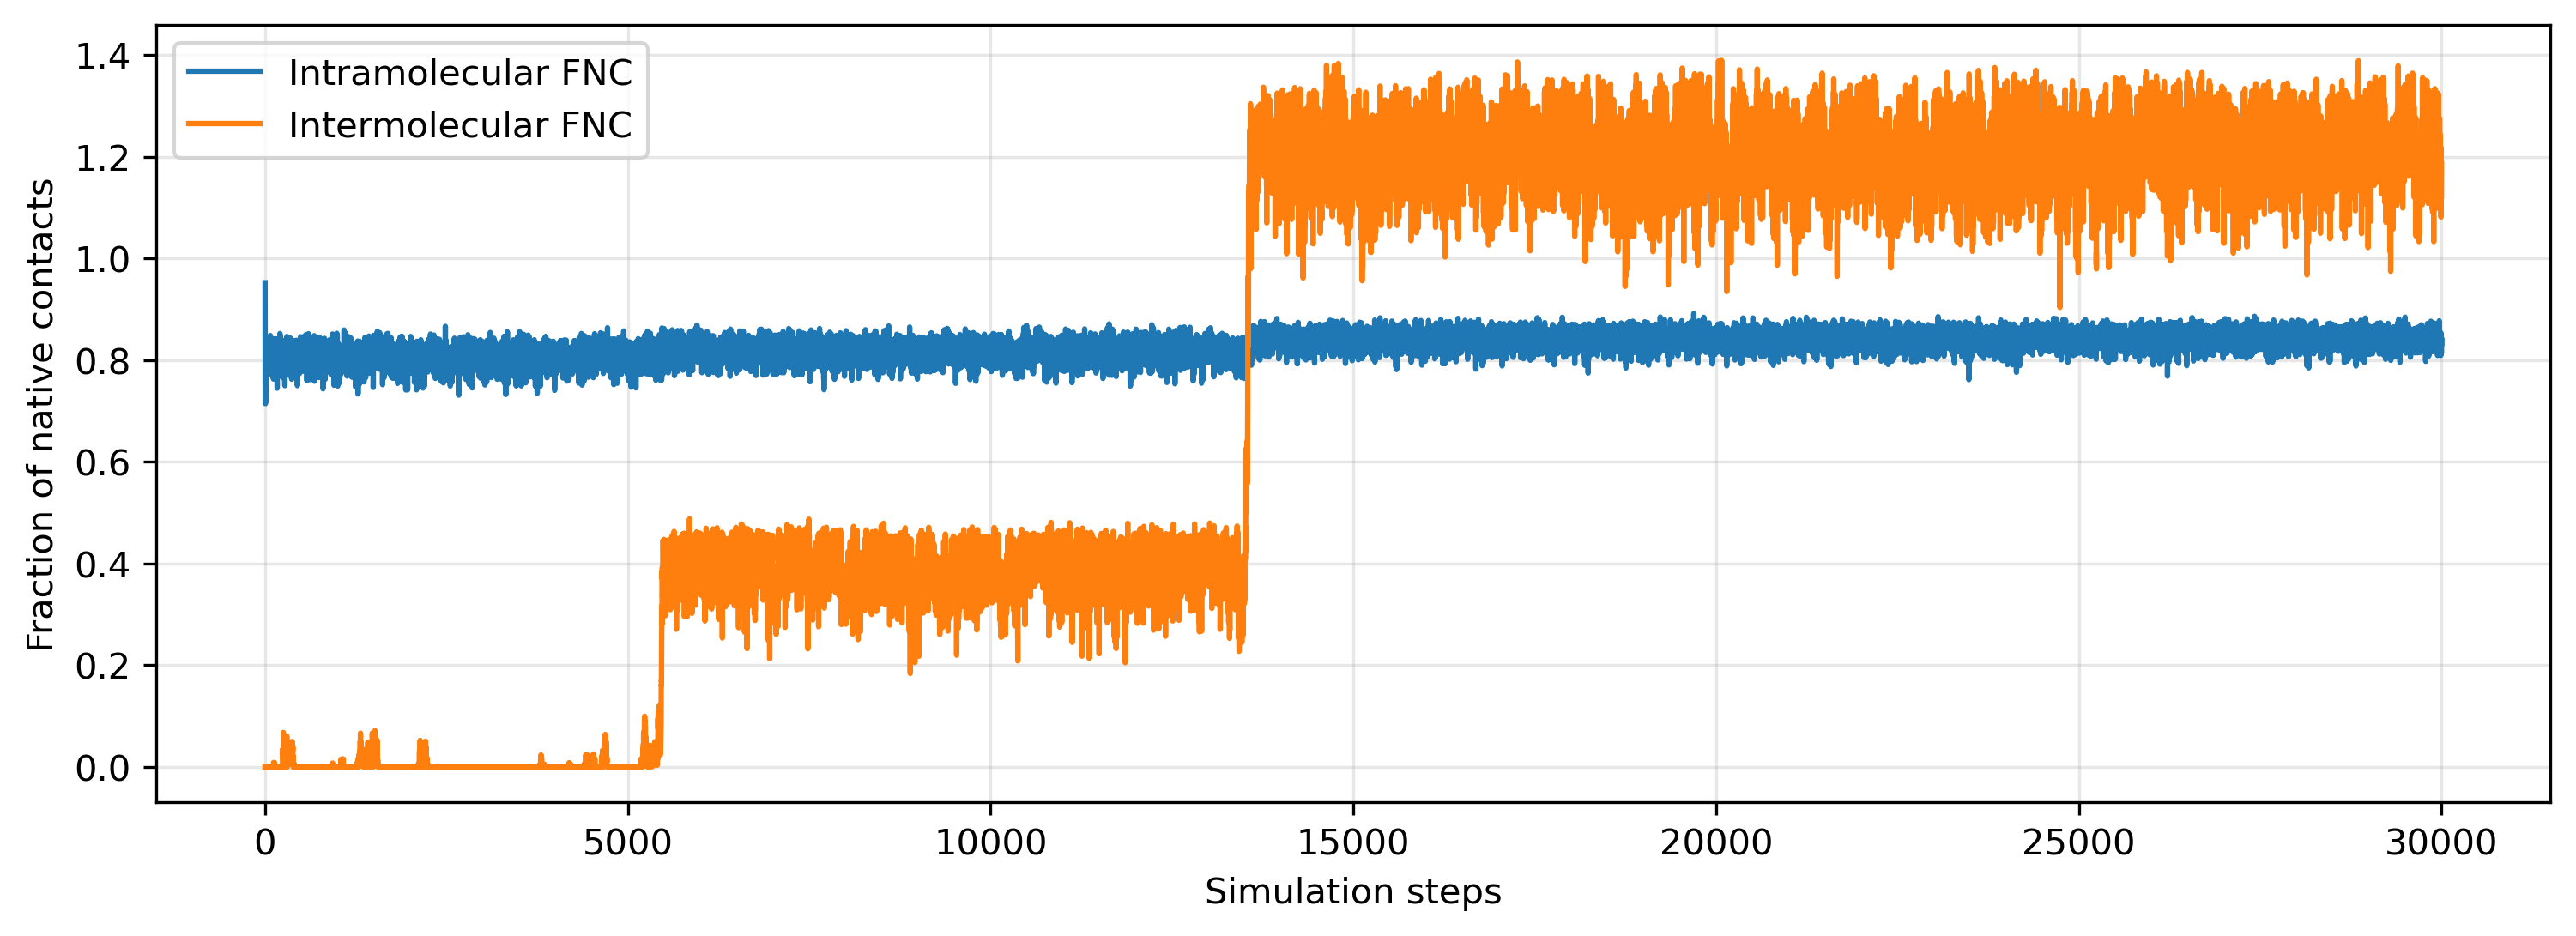 Intramolecular FNC
Intermolecular FNC
Fraction of native contacts
1.4
1.2
1.0
0.8
0.6
0.4
0.2
0.0
0 5000 10000 15000 20000 25000 30000
Simulation steps